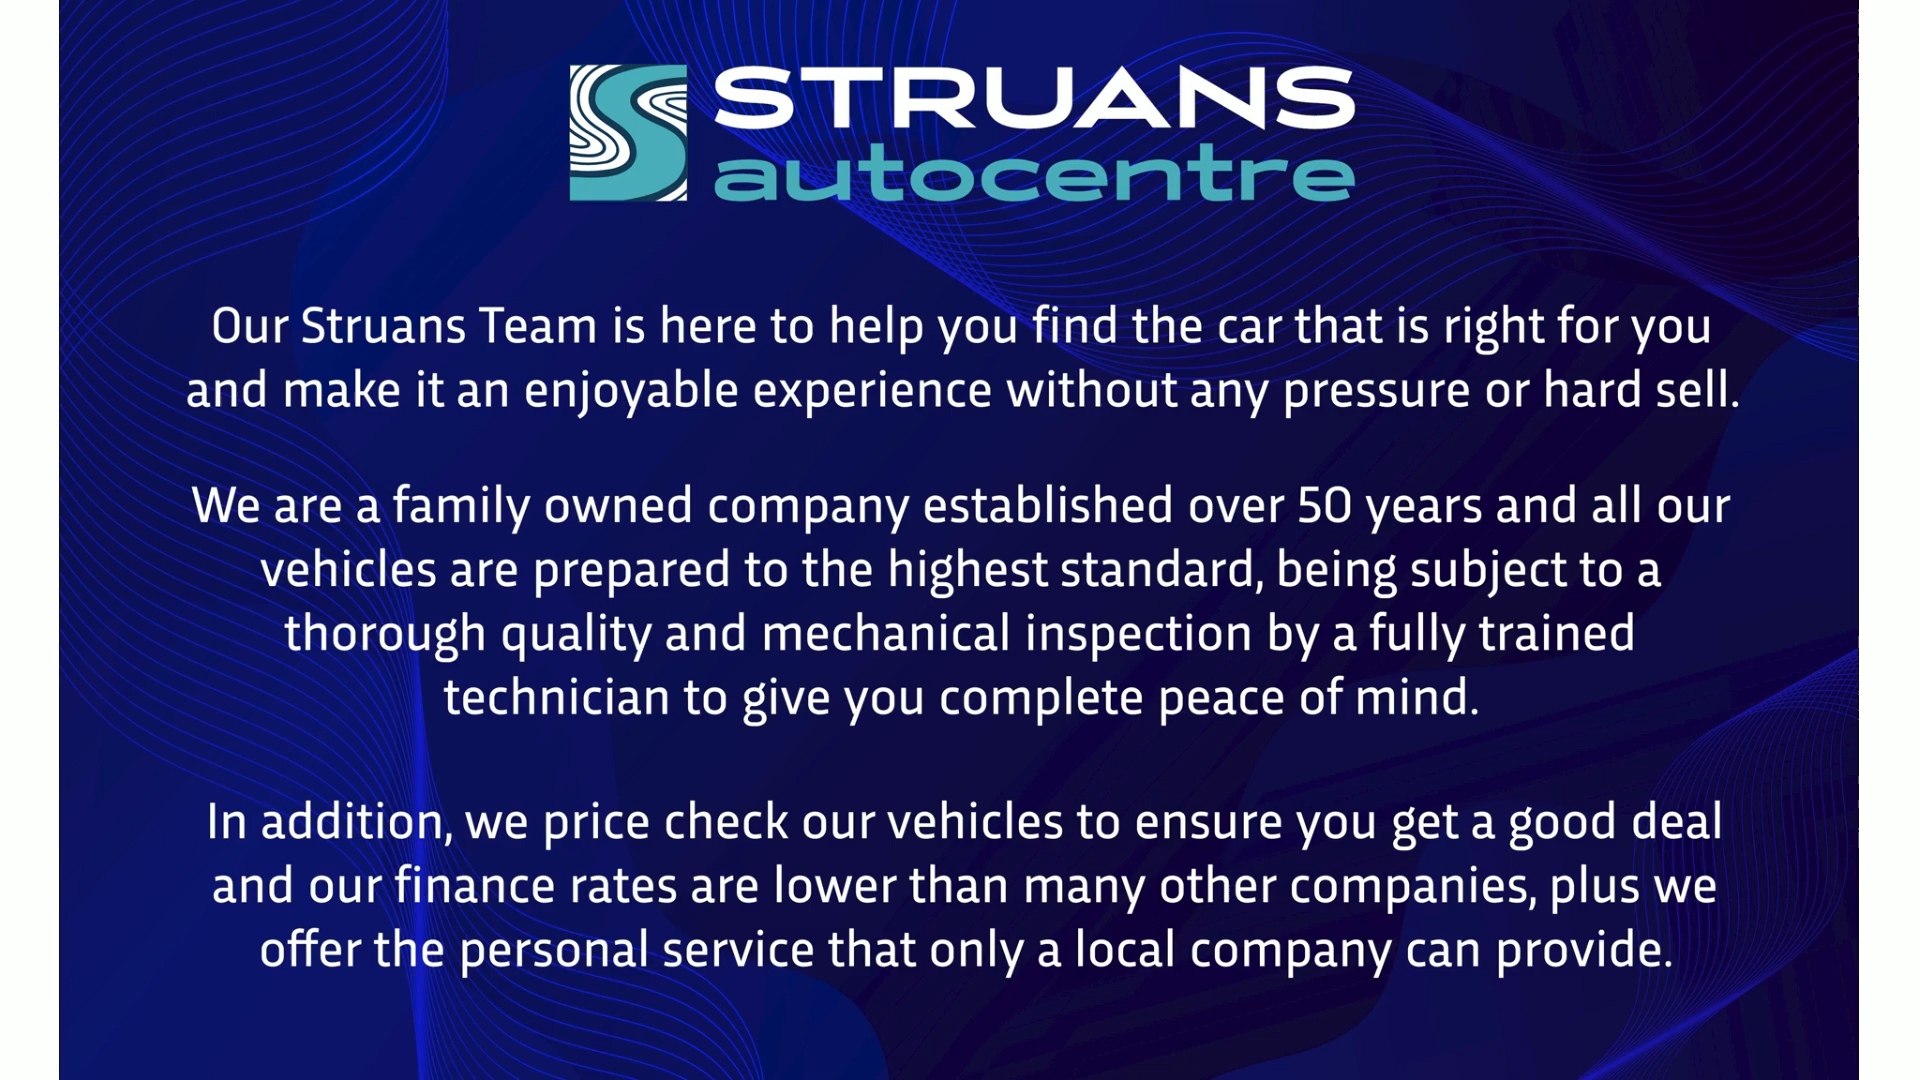 STRUANS
autocentre
Our Struans Team is here to help you find the car that is right for you
and make it an enjoyable experience without any pressure or hard sell.
We are a family owned company established over 50 years and all our
vehicles are prepared to the highest standard, being subject to a
thorough quality and mechanical inspection by a fully trained
technician to give you complete peace of mind.
In addition, we price check our vehicles to ensure you get a good deal
and our finance rates are lower than many other companies, plus we
offer the personal service that only a local company can provide.